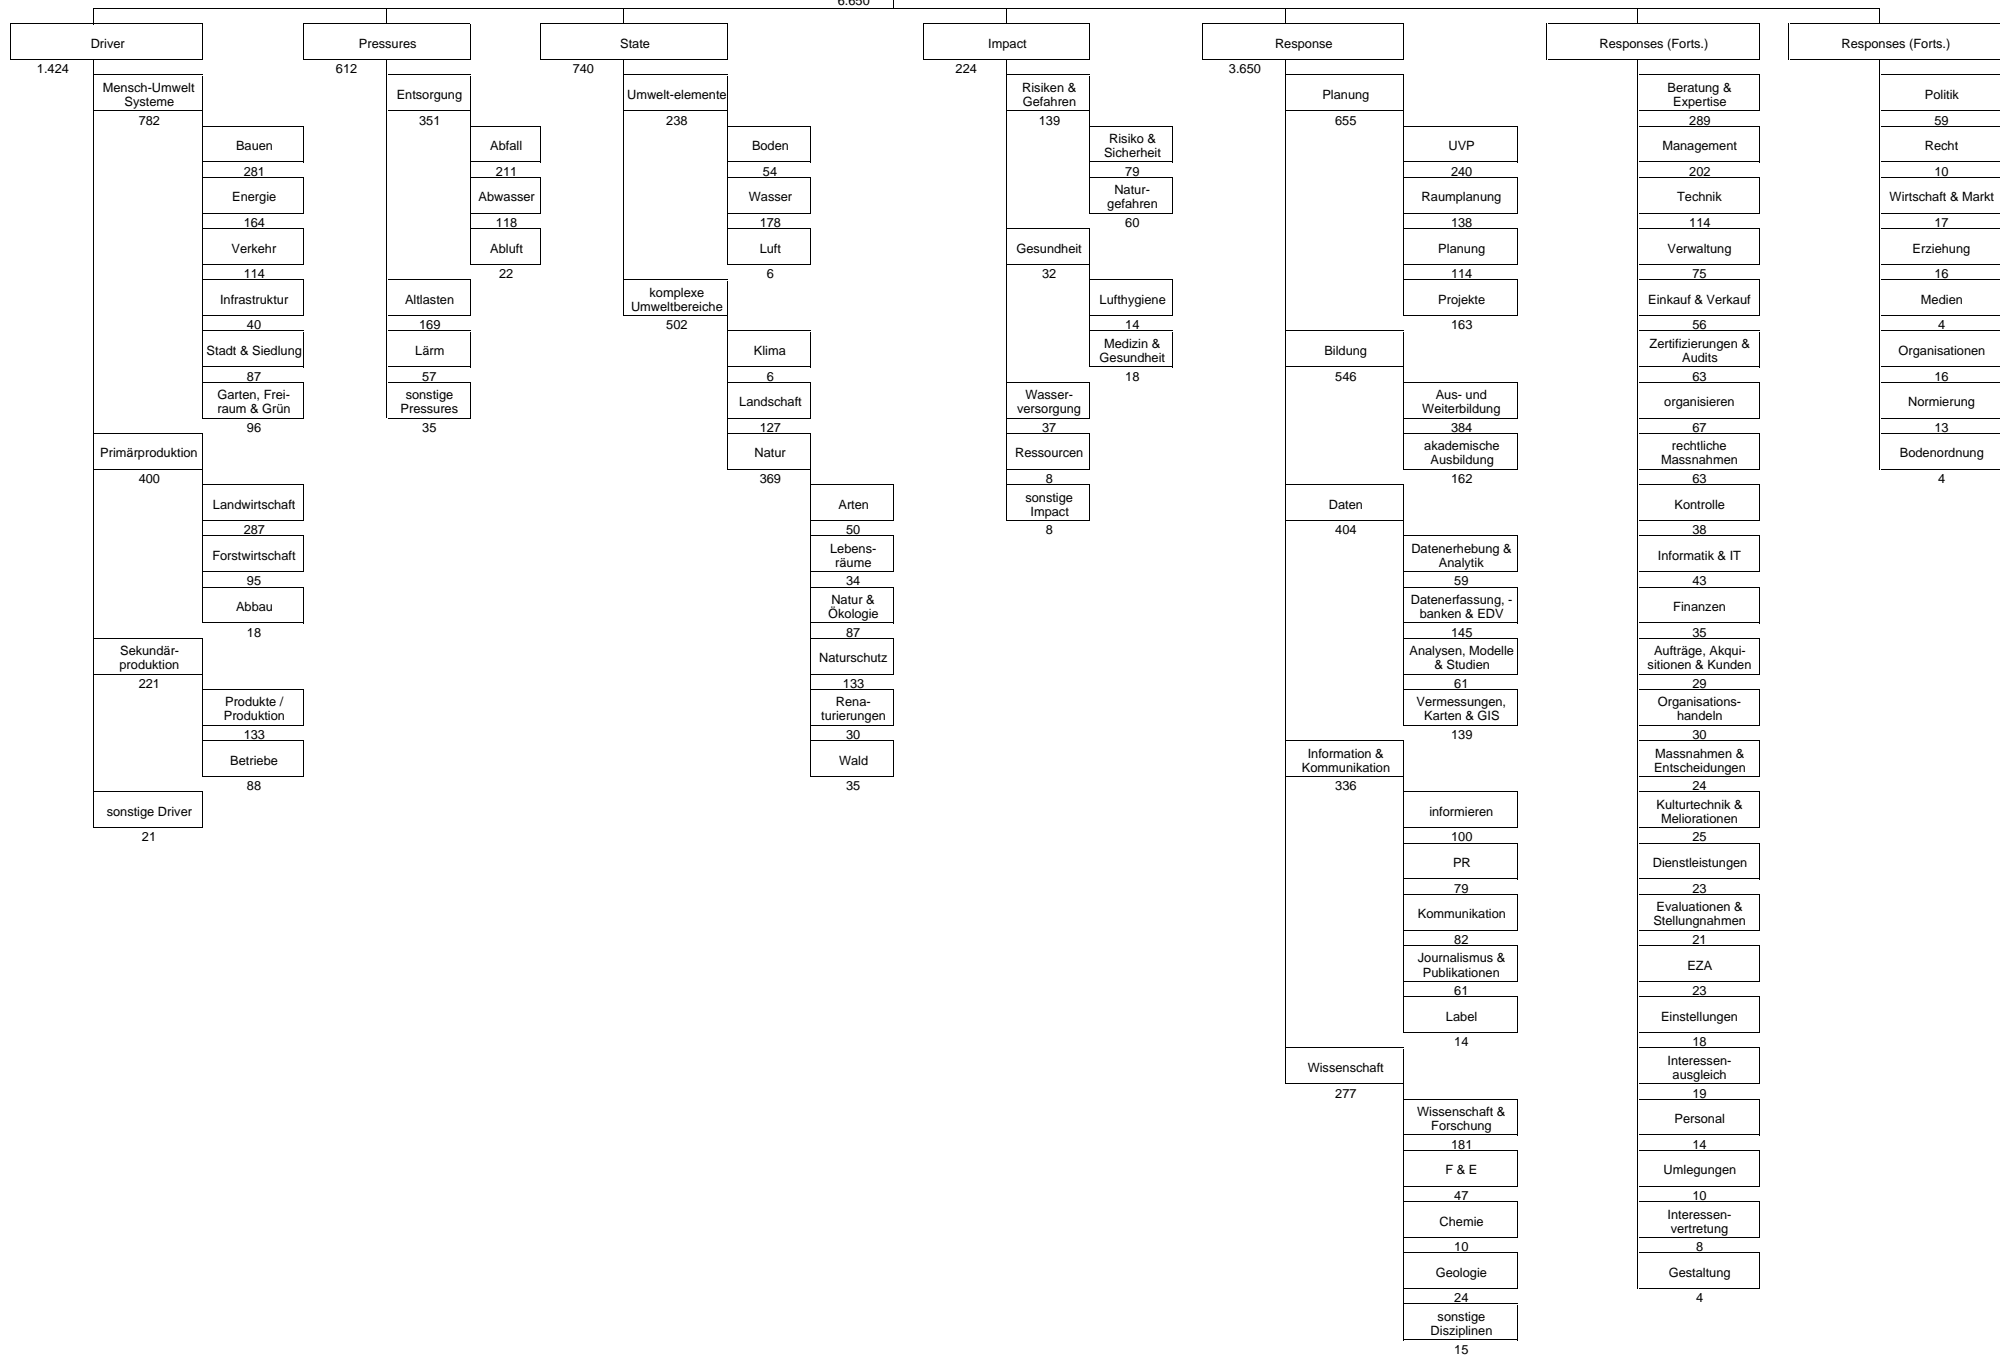 6.650
Driver
1.424
Mensch-Umwelt
Systeme
782
Bauen
281
Energie
164
Verkehr
114
Infrastruktur
40
Stadt & Siedlung
87
Garten, Frei-
raum & Grün
96
Primärproduktion
400
Landwirtschaft
287
Forstwirtschaft
95
Abbau
18
Sekundär-
produktion
221
Produkte /
Produktion
133
Betriebe
88
sonstige Driver
21
Pressures
612
Entsorgung
351
Abfall
211
Abwasser
118
Abluft
22
Altlasten
169
Lärm
57
sonstige
Pressures
35
State
740
Umwelt-elemente
238
Boden
54
Wasser
178
Luft
6
komplexe
Umweltbereiche
502
Klima
6
Landschaft
127
Natur
369
Arten
50
Lebens-
räume
34
Natur &
Ökologie
87
Naturschutz
133
Rena-
turierungen
30
Wald
35
Impact
224
Risiken &
Gefahren
139
Risiko &
Sicherheit
79
Natur-
gefahren
60
Gesundheit
32
Lufthygiene
14
Medizin &
Gesundheit
18
Wasser-
versorgung
37
Ressourcen
8
sonstige
Impact
8
Response
3.650
Planung
655
UVP
240
Raumplanung
138
Planung
114
Projekte
163
Bildung
546
Aus- und
Weiterbildung
384
akademische
Ausbildung
162
Daten
404
Datenerhebung &
Analytik
59
Datenerfassung, -
banken & EDV
145
Analysen, Modelle
& Studien
61
Vermessungen,
Karten & GIS
139
Information &
Kommunikation
336
informieren
100
PR
79
Kommunikation
82
Journalismus &
Publikationen
61
Label
14
Wissenschaft
277
Wissenschaft &
Forschung
181
F & E
47
Chemie
10
Geologie
24
sonstige
Disziplinen
15
Responses (Forts.)
Beratung &
Expertise
289
Management
202
Technik
114
Verwaltung
75
Einkauf & Verkauf
56
Zertifizierungen &
Audits
63
organisieren
67
rechtliche
Massnahmen
63
Kontrolle
38
Informatik & IT
43
Finanzen
35
Aufträge, Akqui-
sitionen & Kunden
29
Organisations-
handeln
30
Massnahmen &
Entscheidungen
24
Kulturtechnik &
Meliorationen
25
Dienstleistungen
23
Evaluationen &
Stellungnahmen
21
EZA
23
Einstellungen
18
Interessen-
ausgleich
19
Personal
14
Umlegungen
10
Interessen-
vertretung
8
Gestaltung
4
Responses (Forts.)
Politik
59
Recht
10
Wirtschaft & Markt
17
Erziehung
16
Medien
4
Organisationen
16
Normierung
13
Bodenordnung
4